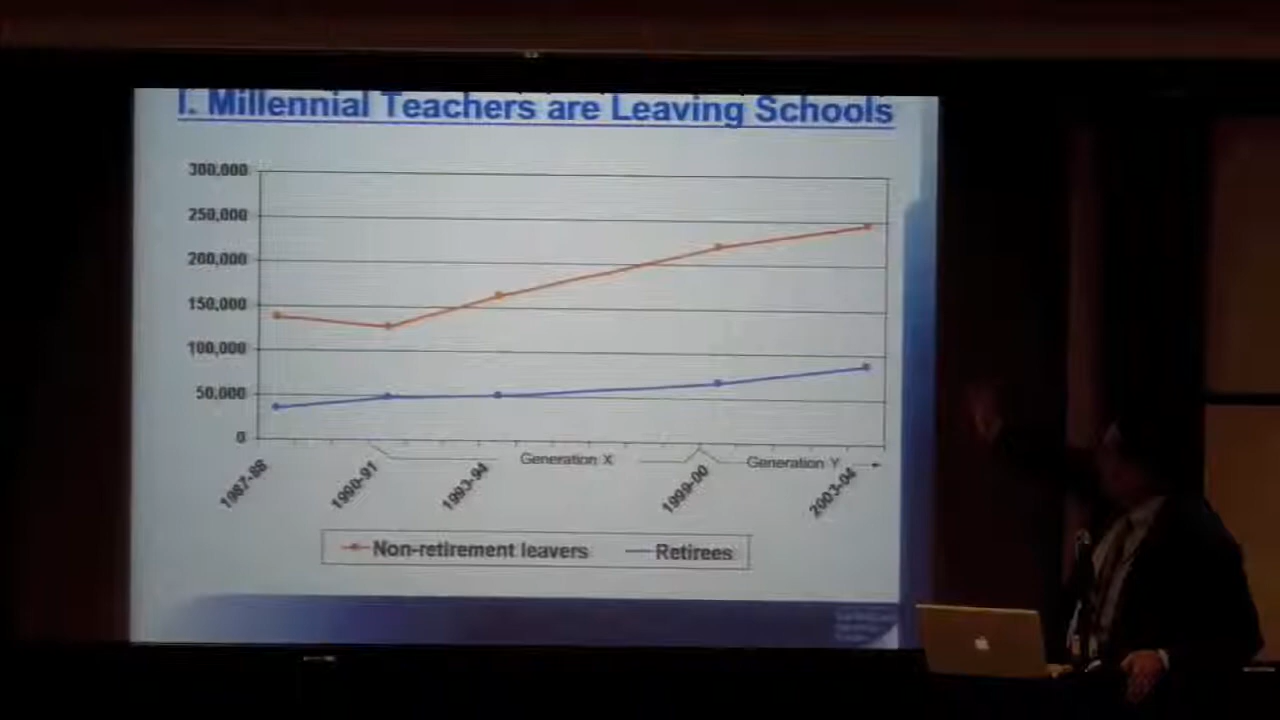 I. Millennial Teachers are Leaving Schools
300,000
250,000
200,000
150,000
100,000
50,000
0
Generation X
Generation Y
1987-88
1990-91
1993-94
1999-00
2003-04
Non-retirement leavers
Retirees